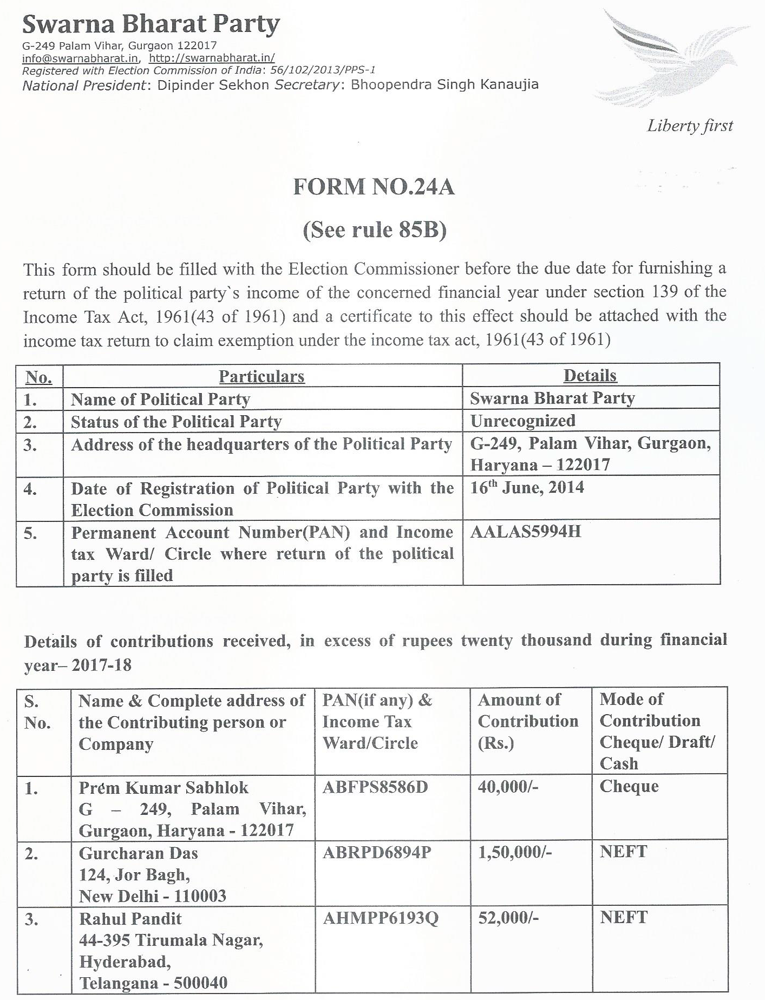 Swarna Bharat Party
G-249 Palam Vihar, Gurgaon 122017
info@swarnabharat.in, http://swarnabharat.in/
Registered with Election Commission of India: 56/102/2013/PPS-1
National President: Dipinder Sekhon Secretary: Bhoopendra Singh Kanaujia
Liberty first
FORM NO.24A
(See rule 85B)
This form should be filled with the Election Commissioner before the due date for furnishing a
return of the political party`s income of the concerned financial year under section 139 of the
Income Tax Act, 1961(43 of 1961) and a certificate to this effect should be attached with the
income tax return to claim exemption under the income tax act, 1961(43 of 1961)
No. Particulars Details
1. Name of Political Party Swarna Bharat Party
2. Status of the Political Party Unrecognized
3. Address of the headquarters of the Political Party G-249, Palam Vihar, Gurgaon,
Haryana – 122017
4. Date of Registration of Political Party with the 16th June, 2014
Election Commission
5. Permanent Account Number(PAN) and Income AALAS5994H
tax Ward/ Circle where return of the political
party is filled
Details of contributions received, in excess of rupees twenty thousand during financial
year– 2017-18
S. Name & Complete address of PAN(if any) & Amount of Mode of
No. the Contributing person or Income Tax Contribution Contribution
Company Ward/Circle (Rs.) Cheque/ Draft/
Cash
1. Prem Kumar Sabhlok ABFPS8586D 40,000/- Cheque
G – 249, Palam Vihar,
Gurgaon, Haryana - 122017
2. Gurcharan Das ABRPD6894P 1,50,000/- NEFT
124, Jor Bagh,
New Delhi - 110003
3. Rahul Pandit AHMPP6193Q 52,000/- NEFT
44-395 Tirumala Nagar,
Hyderabad,
Telangana - 500040